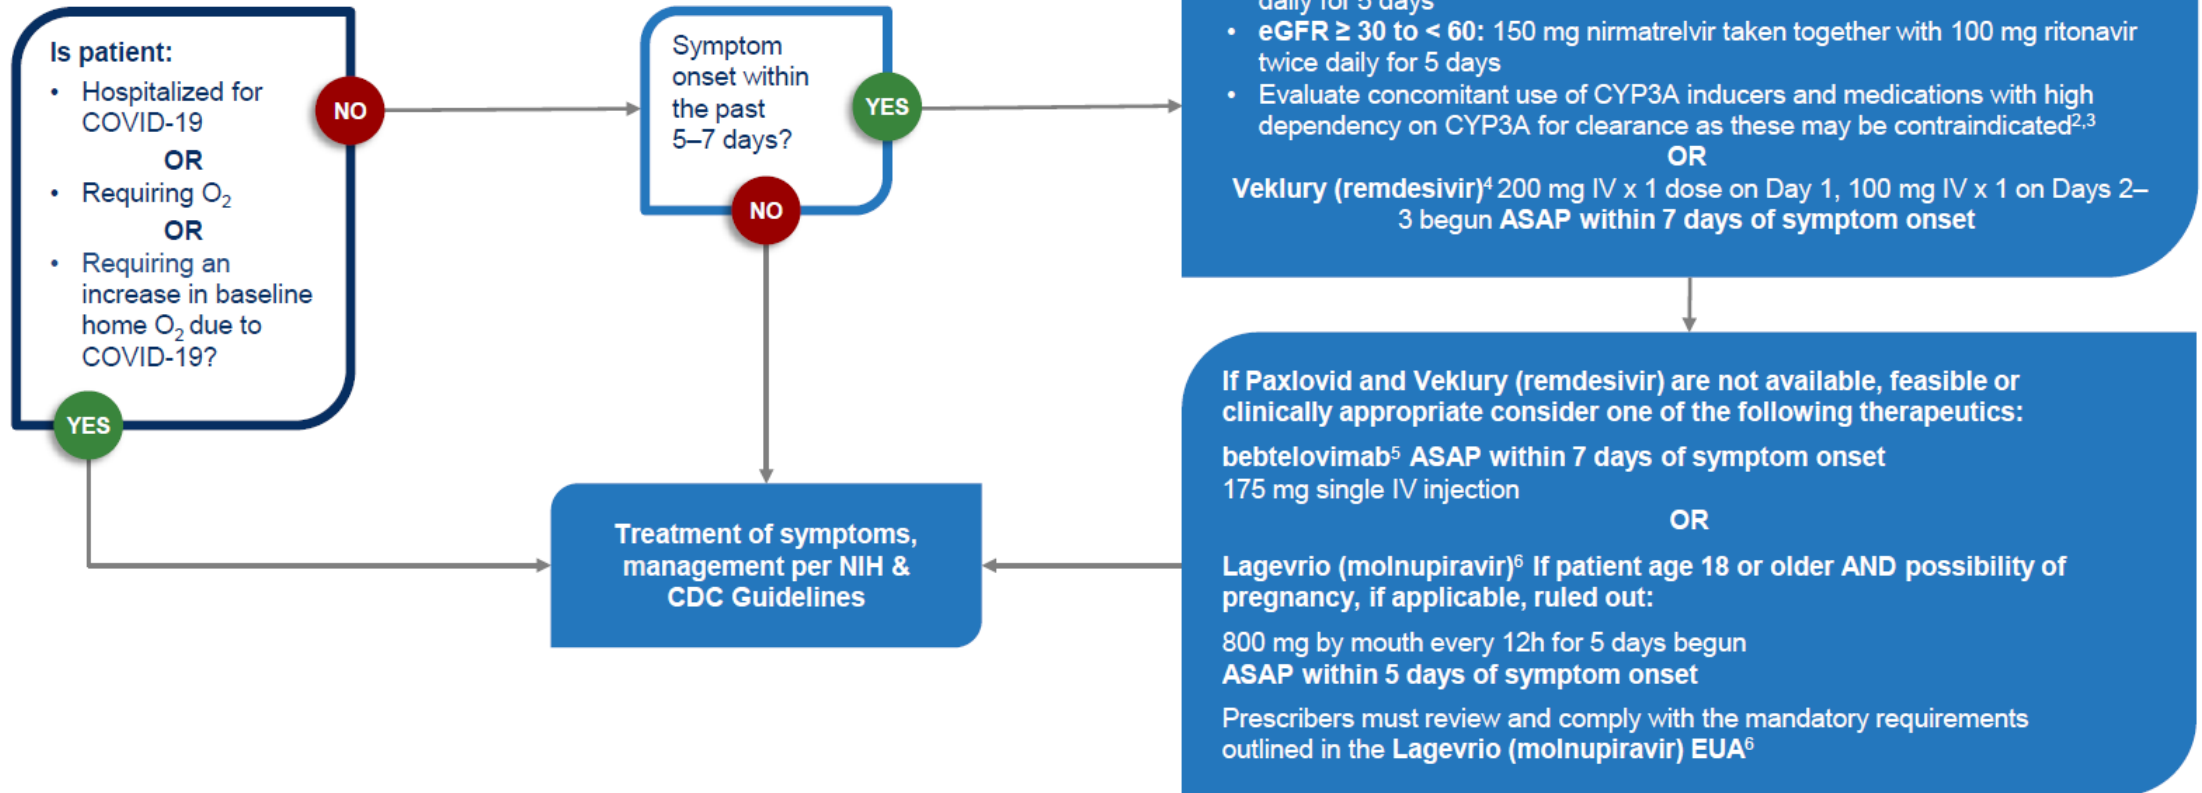 Is patient:
• Hospitalized for
COVID-19
OR
• Requiring O₂
OR
• Requiring an
increase in baseline
home O₂ due to
COVID-19?
NO
YES
Symptom
onset within
the past
5–7 days?
YES
NO
daily for 5 days
• eGFR ≥ 30 to < 60: 150 mg nirmatrelvir taken together with 100 mg ritonavir
twice daily for 5 days
• Evaluate concomitant use of CYP3A inducers and medications with high
dependency on CYP3A for clearance as these may be contraindicated²,³
OR
Veklury (remdesivir)⁴ 200 mg IV x 1 dose on Day 1, 100 mg IV x 1 on Days 2–
3 begun ASAP within 7 days of symptom onset
If Paxlovid and Veklury (remdesivir) are not available, feasible or
clinically appropriate consider one of the following therapeutics:
bebtelovimab⁵ ASAP within 7 days of symptom onset
175 mg single IV injection
OR
Lagevrio (molnupiravir)⁶ If patient age 18 or older AND possibility of
pregnancy, if applicable, ruled out:
800 mg by mouth every 12h for 5 days begun
ASAP within 5 days of symptom onset
Prescribers must review and comply with the mandatory requirements
outlined in the Lagevrio (molnupiravir) EUA⁶
Treatment of symptoms,
management per NIH &
CDC Guidelines